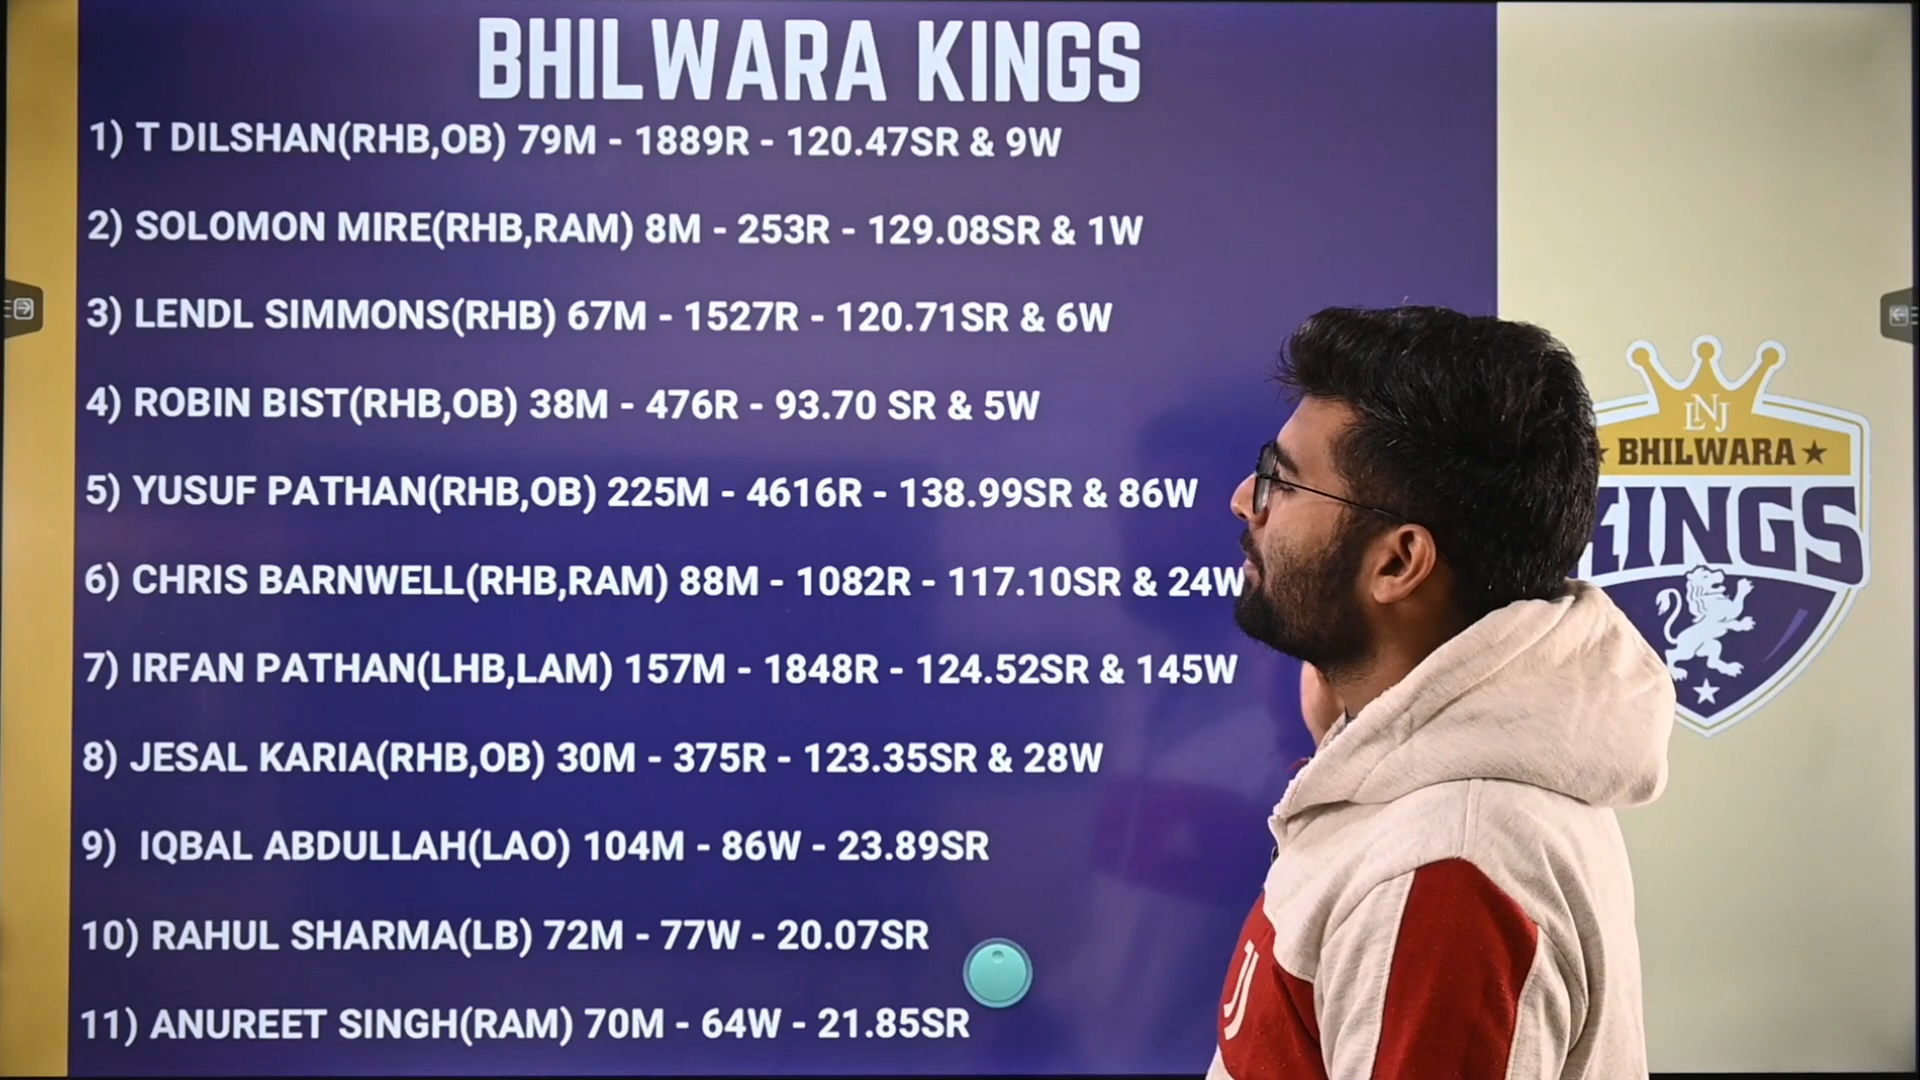 BHILWARA KINGS
1) T DILSHAN(RHB,OB) 79M - 1889R - 120.47SR & 9W
2) SOLOMON MIRE(RHB,RAM) 8M - 253R - 129.08SR & 1W
3) LENDL SIMMONS(RHB) 67M - 1527R - 120.71SR & 6W
4) ROBIN BIST(RHB,OB) 38M - 476R - 93.70 SR & 5W
5) YUSUF PATHAN(RHB,OB) 225M - 4616R - 138.99SR & 86W
6) CHRIS BARNWELL(RHB,RAM) 88M - 1082R - 117.10SR & 24W
7) IRFAN PATHAN(LHB,LAM) 157M - 1848R - 124.52SR & 145W
8) JESAL KARIA(RHB,OB) 30M - 375R - 123.35SR & 28W
9) IQBAL ABDULLAH(LAO) 104M - 86W - 23.89SR
10) RAHUL SHARMA(LB) 72M - 77W - 20.07SR
11) ANUREET SINGH(RAM) 70M - 64W - 21.85SR
LNJ
BHILWARA
KINGS